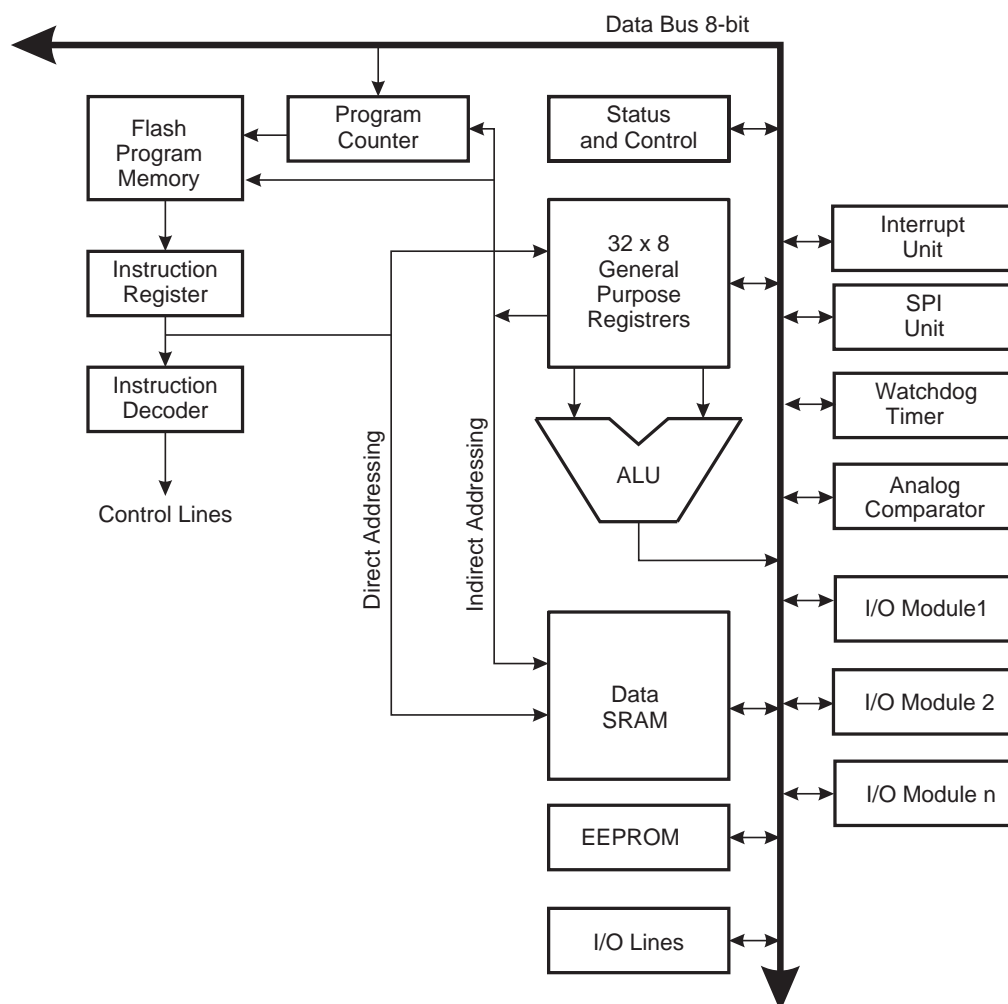 Data Bus 8-bit
Flash
Program
Memory
Program
Counter
Status
and Control
32 x 8
General
Purpose
Registrers
Interrupt
Unit
Instruction
Register
SPI
Unit
Instruction
Decoder
Watchdog
Timer
Control Lines
Direct Addressing
Indirect Addressing
ALU
Analog
Comparator
I/O Module1
Data
SRAM
I/O Module 2
I/O Module n
EEPROM
I/O Lines